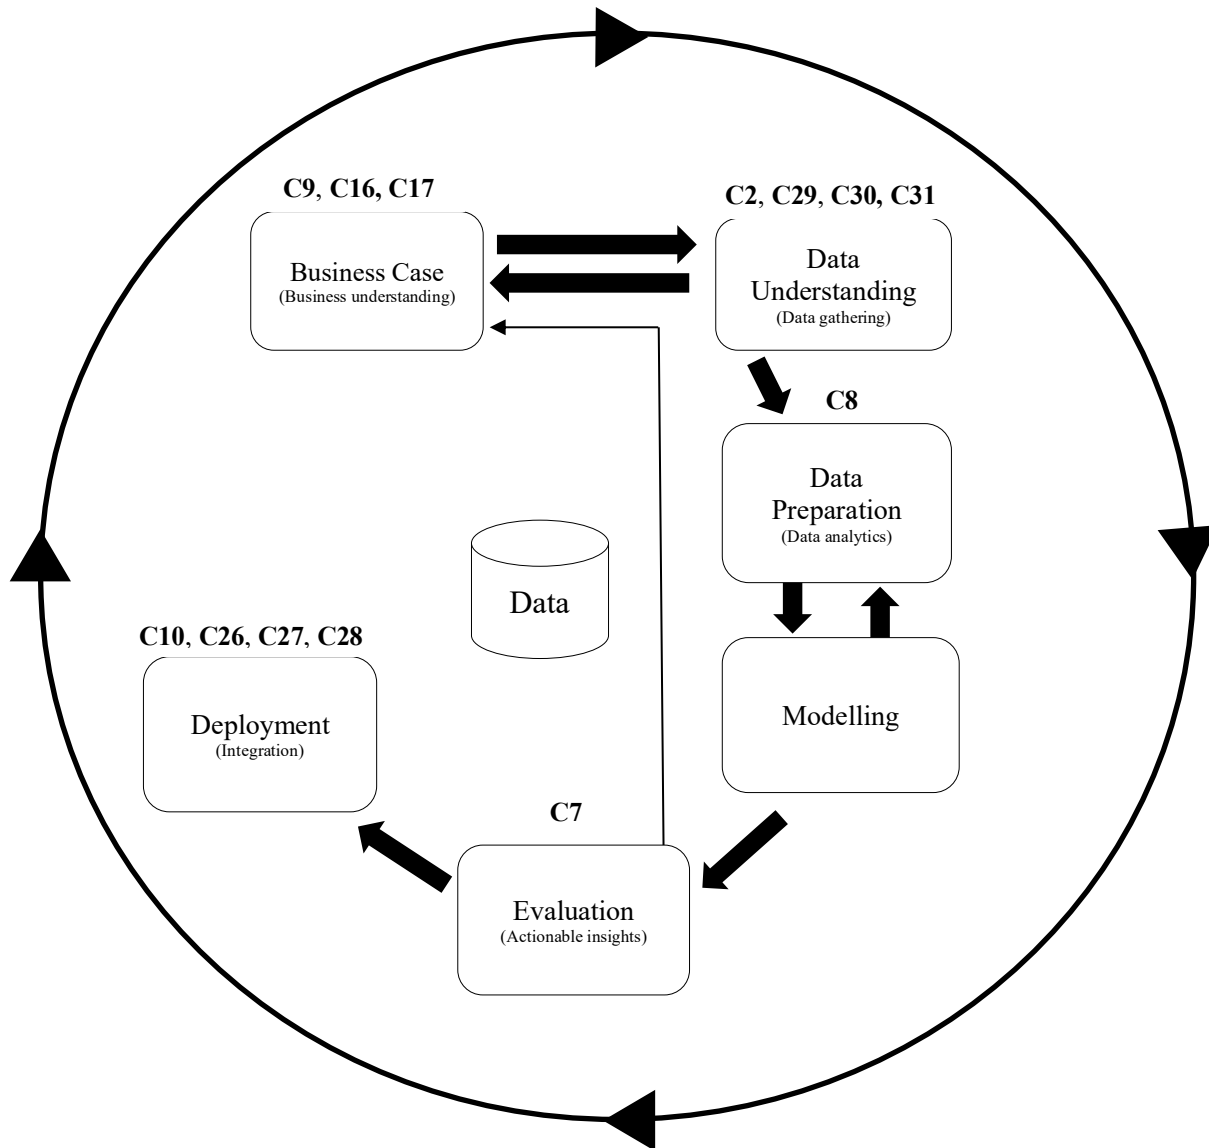 C9, C16, C17
Business Case
(Business understanding)
C2, C29, C30, C31
Data
Understanding
(Data gathering)
C8
Data
Preparation
(Data analytics)
Data
Modelling
C10, C26, C27, C28
Deployment
(Integration)
C7
Evaluation
(Actionable insights)